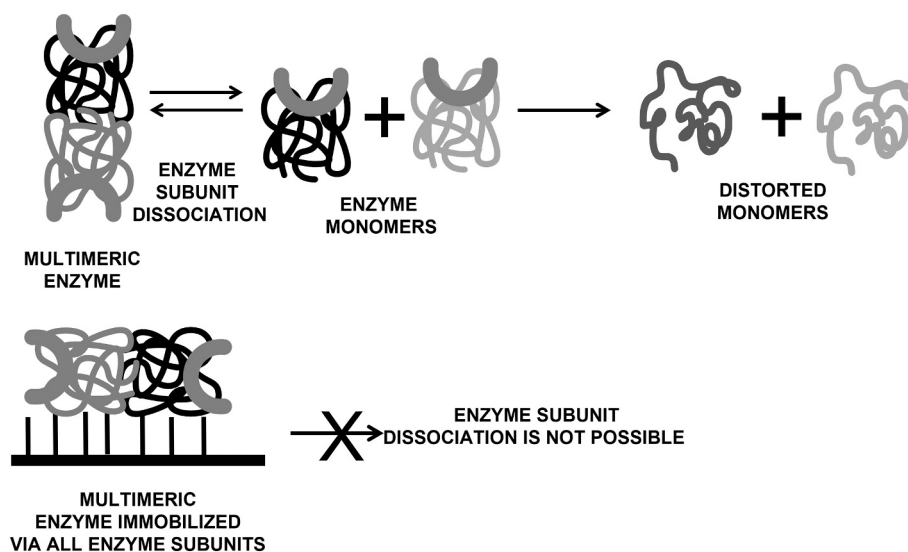 ENZYME
SUBUNIT
DISSOCIATION
ENZYME
MONOMERS
DISTORTED
MONOMERS
MULTIMERIC
ENZYME
ENZYME SUBUNIT
DISSOCIATION IS NOT POSSIBLE
MULTIMERIC
ENZYME IMMOBILIZED
VIA ALL ENZYME SUBUNITS